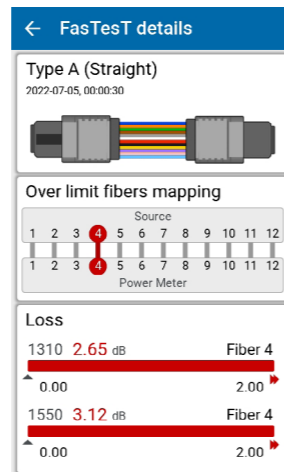 FasTesT details
Type A (Straight)
2022-07-05, 00:00:30
Over limit fibers mapping
Source
1 2 3 4 5 6 7 8 9 10 11 12
1 2 3 4 5 6 7 8 9 10 11 12
Power Meter
Loss
1310 2.65 dB Fiber 4
0.00 2.00
1550 3.12 dB Fiber 4
0.00 2.00